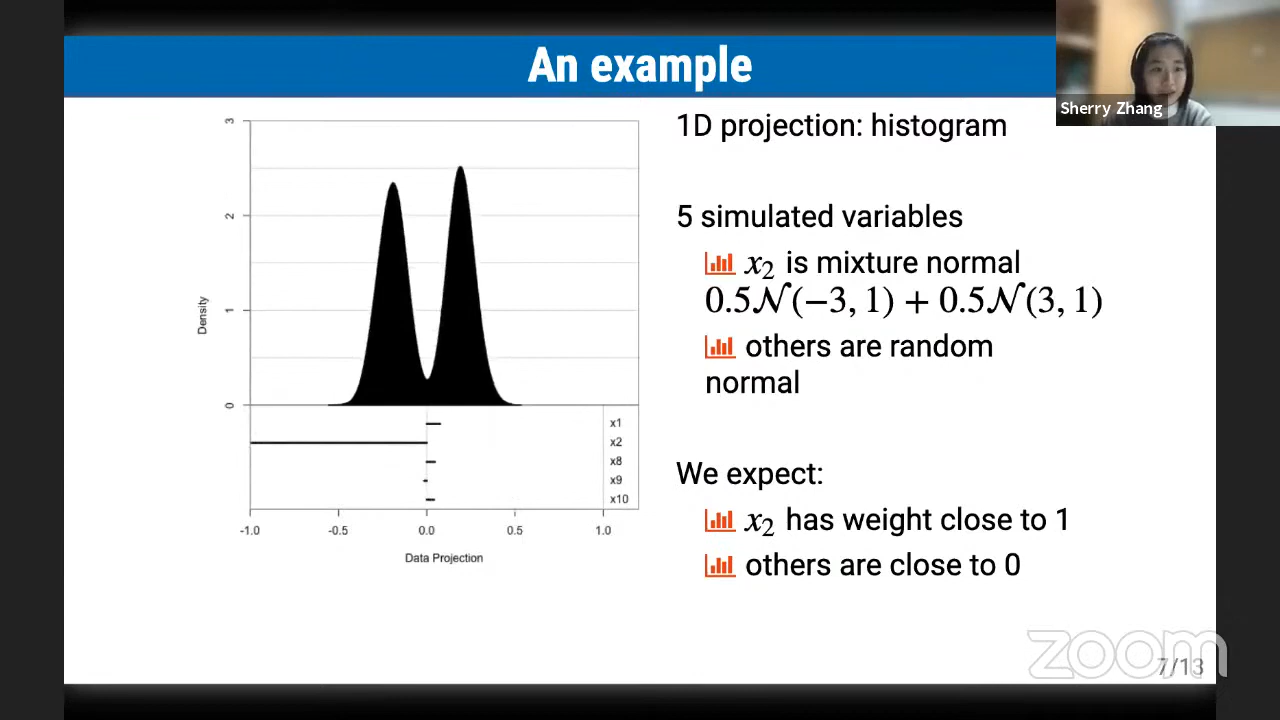 An example
Sherry Zhang
1D projection: histogram
5 simulated variables
x2 is mixture normal
0.5𝒩(−3, 1) + 0.5𝒩(3, 1)
others are random
normal
We expect:
x2 has weight close to 1
others are close to 0
3
2
1
0
Density
x1
x2
x8
x9
x10
-1.0 -0.5 0.0 0.5 1.0
Data Projection
zoom
7/13